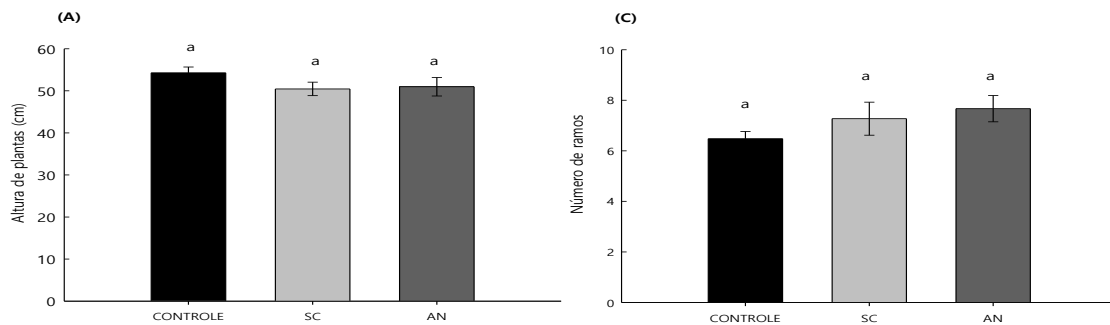 (A)
Altura de plantas (cm)
60
50
40
30
20
10
0
a
a
a
CONTROLE
SC
AN
(C)
Número de ramos
10
8
6
4
2
0
a
a
a
CONTROLE
SC
AN